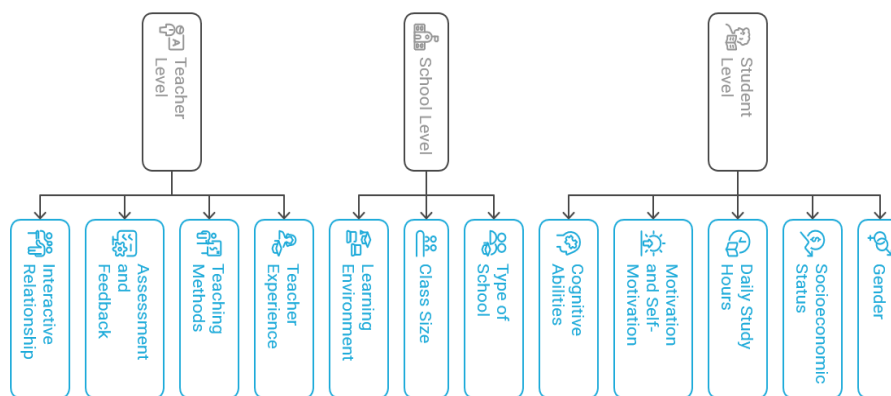 Student
Level
Gender
Socioeconomic
Status
Daily Study
Hours
Motivation
and Self-
Motivation
Cognitive
Abilities
School Level
Type of
School
Class Size
Learning
Environment
Teacher
Level
Teacher
Experience
Teaching
Methods
Assessment
and
Feedback
Interactive
Relationship